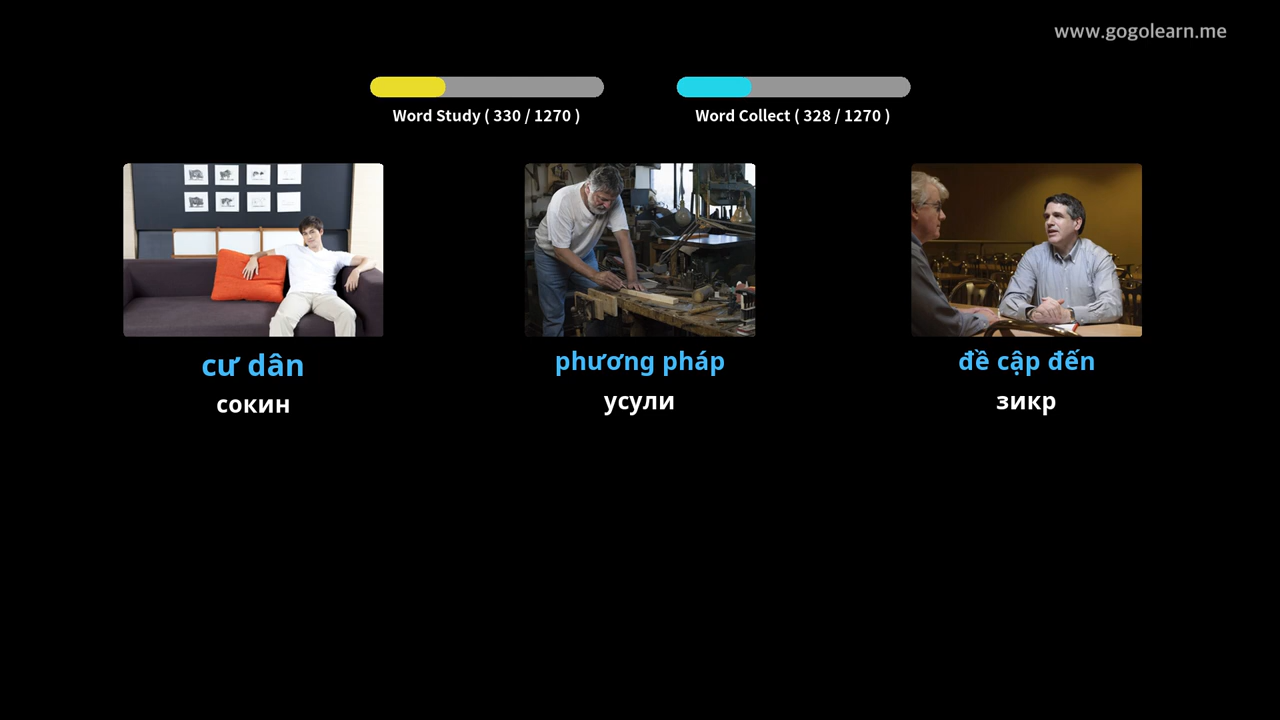 www.gogolearn.me
Word Study ( 330 / 1270 )
Word Collect ( 328 / 1270 )
cư dân
сокин
phương pháp
усули
đề cập đến
зикр